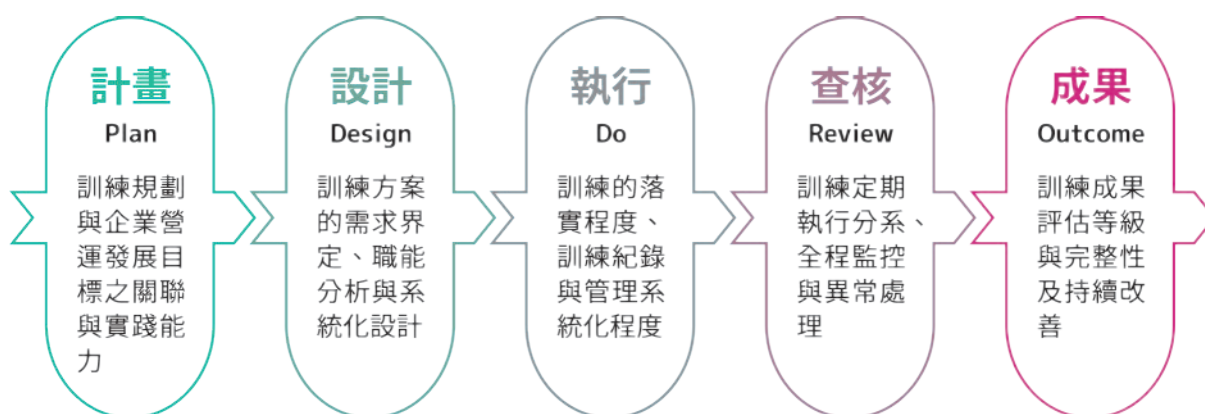 計畫
Plan
訓練規劃
與企業營
運發展目
標之關聯
與實踐能
力
設計
Design
訓練方案
的需求界
定、職能
分析與系
統化設計
執行
Do
訓練的落
實程度、
訓練紀錄
與管理系
統化程度
查核
Review
訓練定期
執行分系、
全程監控
與異常處
理
成果
Outcome
訓練成果
評估等級
與完整性
及持續改
善